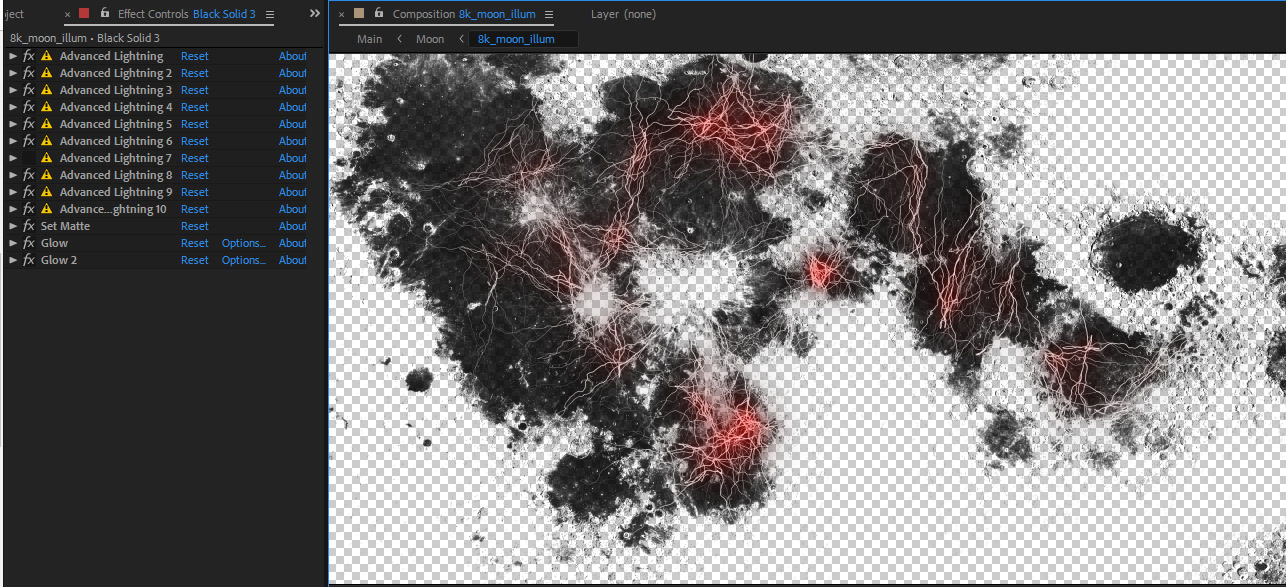 ject × Effect Controls Black Solid 3 ☰ »
8k_moon_illum • Black Solid 3
fx Advanced Lightning Reset About
fx Advanced Lightning 2 Reset About
fx Advanced Lightning 3 Reset About
fx Advanced Lightning 4 Reset About
fx Advanced Lightning 5 Reset About
fx Advanced Lightning 6 Reset About
Advanced Lightning 7 Reset About
fx Advanced Lightning 8 Reset About
fx Advanced Lightning 9 Reset About
fx Advance...ghtning 10 Reset About
fx Set Matte Reset About
fx Glow Reset Options... About
fx Glow 2 Reset Options... About
× Composition 8k_moon_illum ☰ Layer (none)
Main < Moon < 8k_moon_illum